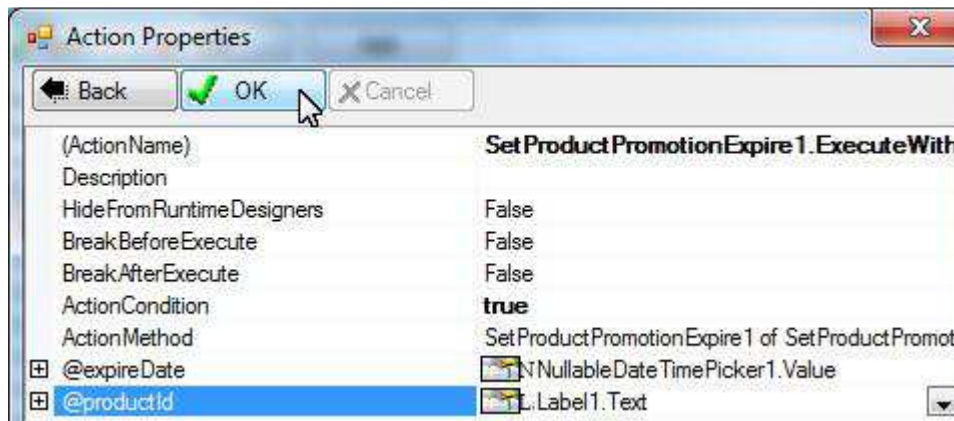 Action Properties
Back OK Cancel
(ActionName) SetProductPromotionExpire1.ExecuteWith
Description
HideFromRuntimeDesigners False
BreakBeforeExecute False
BreakAfterExecute False
ActionCondition true
ActionMethod SetProductPromotionExpire1 of SetProductPromot
@expireDate N NullableDateTimePicker1.Value
@productId L. Label1.Text